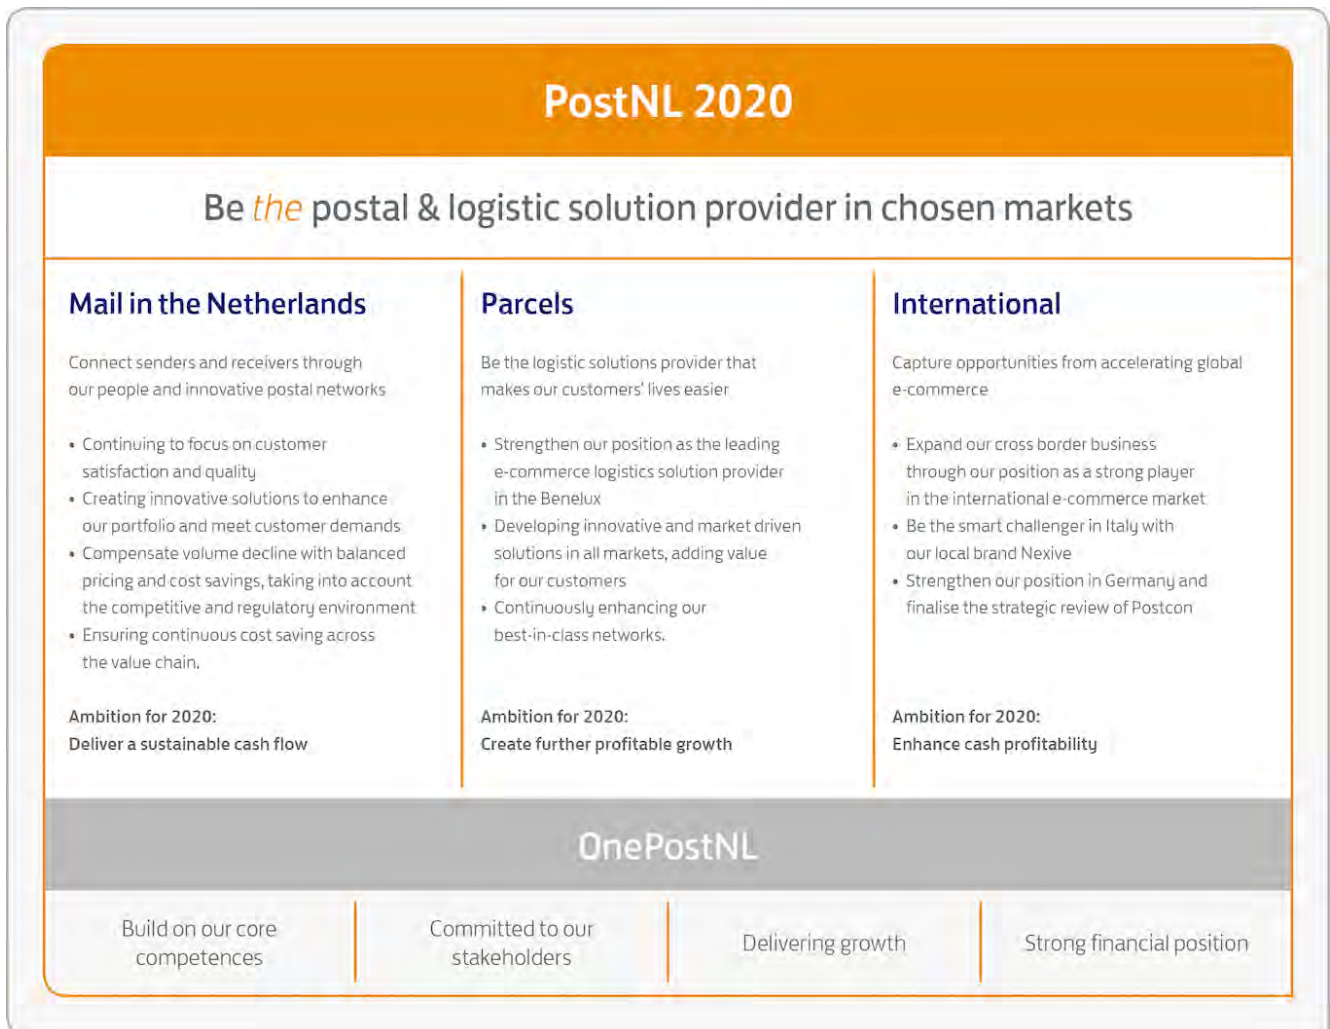 PostNL 2020
Be the postal & logistic solution provider in chosen markets
Mail in the Netherlands
Connect senders and receivers through
our people and innovative postal networks
• Continuing to focus on customer
satisfaction and quality
• Creating innovative solutions to enhance
our portfolio and meet customer demands
• Compensate volume decline with balanced
pricing and cost savings, taking into account
the competitive and regulatory environment
• Ensuring continuous cost saving across
the value chain.
Ambition for 2020:
Deliver a sustainable cash flow
Parcels
Be the logistic solutions provider that
makes our customers' lives easier
• Strengthen our position as the leading
e-commerce logistics solution provider
in the Benelux
• Developing innovative and market driven
solutions in all markets, adding value
for our customers
• Continuously enhancing our
best-in-class networks.
Ambition for 2020:
Create further profitable growth
International
Capture opportunities from accelerating global
e-commerce
• Expand our cross border business
through our position as a strong player
in the international e-commerce market
• Be the smart challenger in Italy with
our local brand Nexive
• Strengthen our position in Germany and
finalise the strategic review of Postcon
Ambition for 2020:
Enhance cash profitability
OnePostNL
Build on our core
competences
Committed to our
stakeholders
Delivering growth
Strong financial position